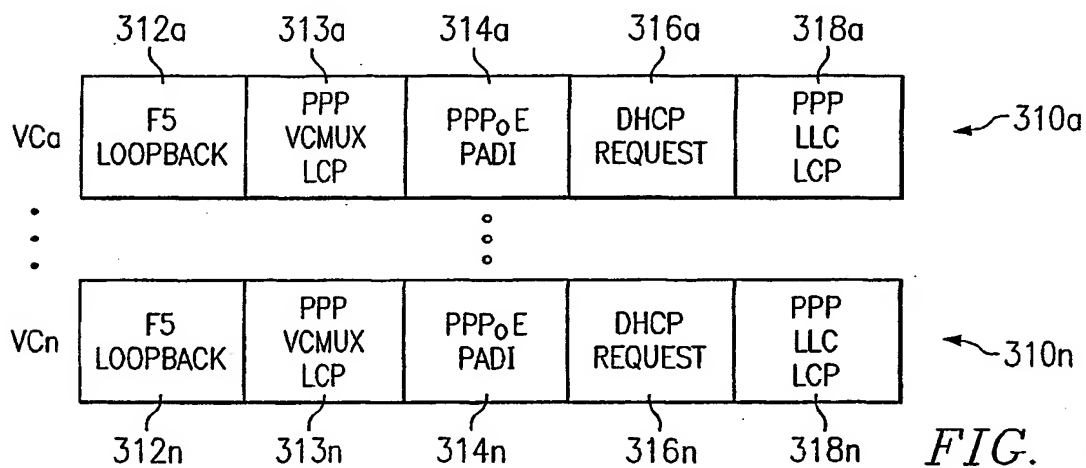 312a 313a 314a 316a 318a
VCa F5 LOOPBACK PPP VCMUX LCP PPPoE PADI DHCP REQUEST PPP LLC LCP 310a
VCn F5 LOOPBACK PPP VCMUX LCP PPPoE PADI DHCP REQUEST PPP LLC LCP 310n
312n 313n 314n 316n 318n FIG.